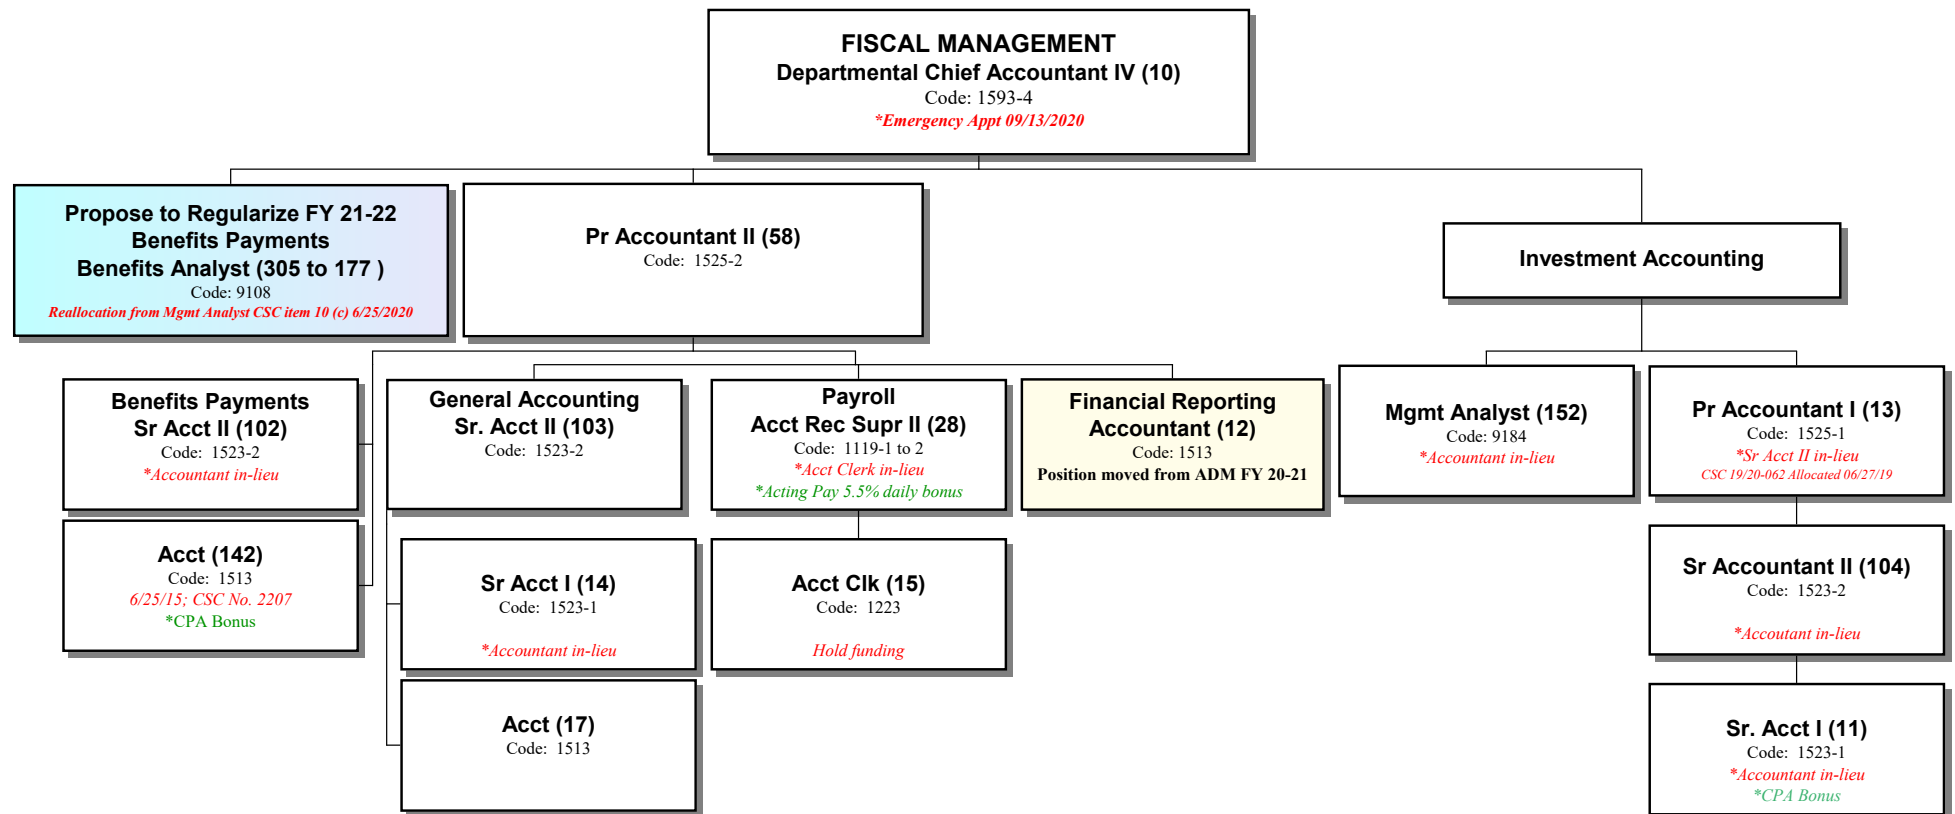 FISCAL MANAGEMENT
Departmental Chief Accountant IV (10)
Code: 1593-4
*Emergency Appt 09/13/2020
Propose to Regularize FY 21-22
Benefits Payments
Benefits Analyst (305 to 177 )
Code: 9108
Reallocation from Mgmt Analyst CSC item 10 (c) 6/25/2020
Pr Accountant II (58)
Code: 1525-2
Investment Accounting
Benefits Payments
Sr Acct II (102)
Code: 1523-2
*Accountant in-lieu
General Accounting
Sr. Acct II (103)
Code: 1523-2
Payroll
Acct Rec Supr II (28)
Code: 1119-1 to 2
*Acct Clerk in-lieu
*Acting Pay 5.5% daily bonus
Financial Reporting
Accountant (12)
Code: 1513
Position moved from ADM FY 20-21
Mgmt Analyst (152)
Code: 9184
*Accountant in-lieu
Pr Accountant I (13)
Code: 1525-1
*Sr Acct II in-lieu
CSC 19/20-062 Allocated 06/27/19
Acct (142)
Code: 1513
6/25/15; CSC No. 2207
*CPA Bonus
Sr Acct I (14)
Code: 1523-1
*Accountant in-lieu
Acct Clk (15)
Code: 1223
Hold funding
Sr Accountant II (104)
Code: 1523-2
*Accoutant in-lieu
Acct (17)
Code: 1513
Sr. Acct I (11)
Code: 1523-1
*Accountant in-lieu
*CPA Bonus